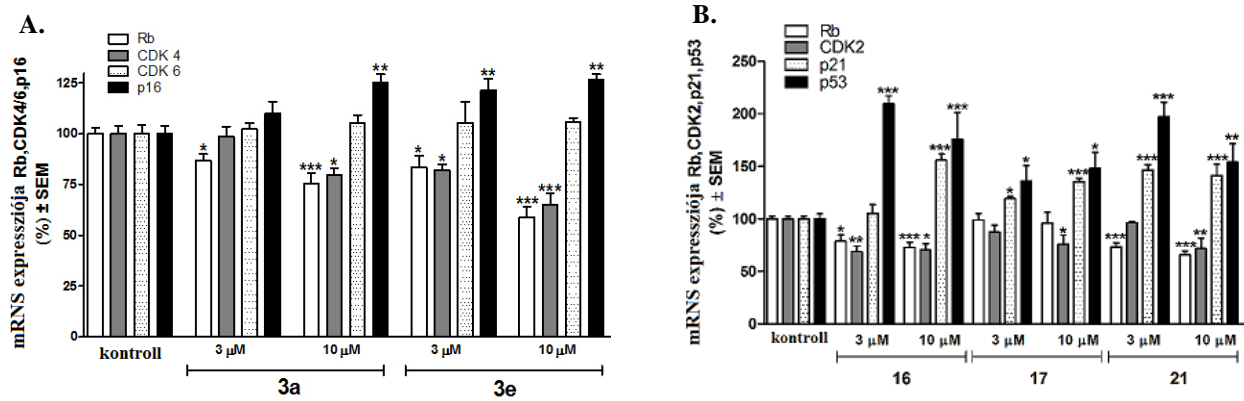 A.
Rb
CDK 4
CDK 6
p16
mRNS expressziója Rb,CDK4/6,p16
(%) ± SEM
125
100
75
50
25
0
* *** * ** * * ** *** *** **
kontroll
3 µM
10 µM
3 µM
10 µM
3a
3e
B.
Rb
CDK2
p21
p53
mRNS expressziója Rb,CDK2,p21,p53
(%) ± SEM
250
200
150
100
50
0
* ** *** *** * *** *** * * * *** * *** *** *** *** ** *** **
kontroll
3 µM
10 µM
3 µM
10 µM
3 µM
10 µM
16
17
21